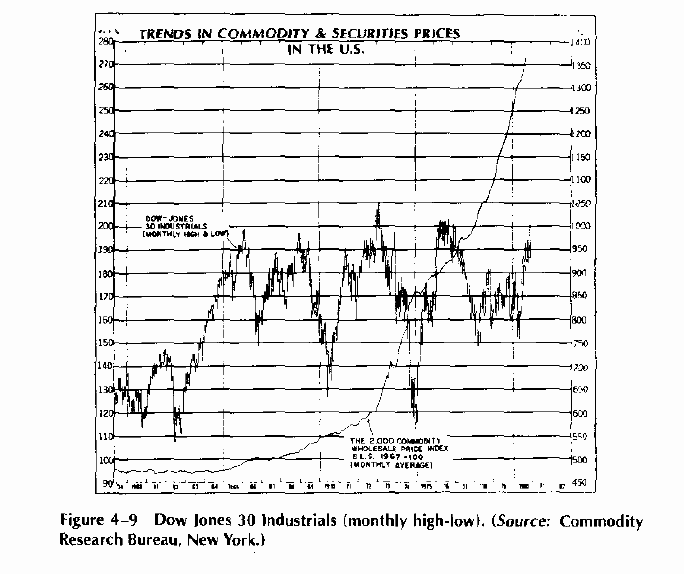 TRENDS IN COMMODITY & SECURITIES PRICES
IN THE U.S.
280 1400
270 1350
260 1300
250 1250
240 1200
230 1150
220 1100
210 1050
200 1000
190 950
180 900
170 850
160 800
150 750
140 700
130 650
120 600
110 550
100 500
90 450
DOW-JONES
30 INDUSTRIALS
(MONTHLY HIGH & LOW)
THE 2,000 COMMODITY
WHOLESALE PRICE INDEX
B.L.S. 1967=100
(MONTHLY AVERAGE)
Figure 4-9 Dow Jones 30 Industrials (monthly high-low). (Source: Commodity
Research Bureau, New York.)